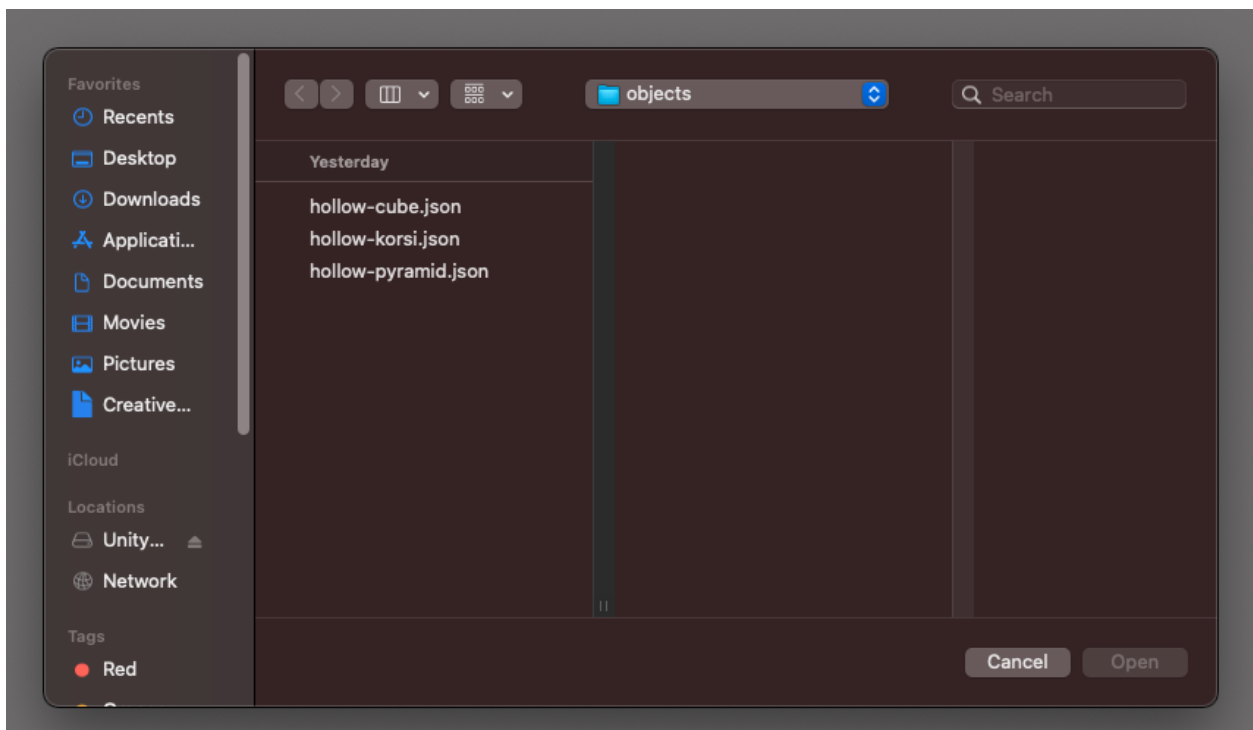 Favorites
Recents
Desktop
Downloads
Applicati...
Documents
Movies
Pictures
Creative...
iCloud
Locations
Unity...
Network
Tags
Red
objects
Search
Yesterday
hollow-cube.json
hollow-korsi.json
hollow-pyramid.json
Cancel
Open